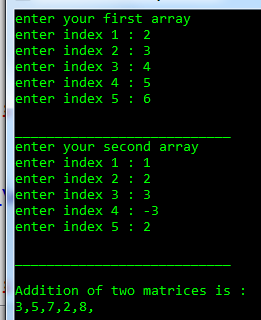 enter your first array
enter index 1 : 2
enter index 2 : 3
enter index 3 : 4
enter index 4 : 5
enter index 5 : 6
enter your second array
enter index 1 : 1
enter index 2 : 2
enter index 3 : 3
enter index 4 : -3
enter index 5 : 2
Addition of two matrices is :
3,5,7,2,8,